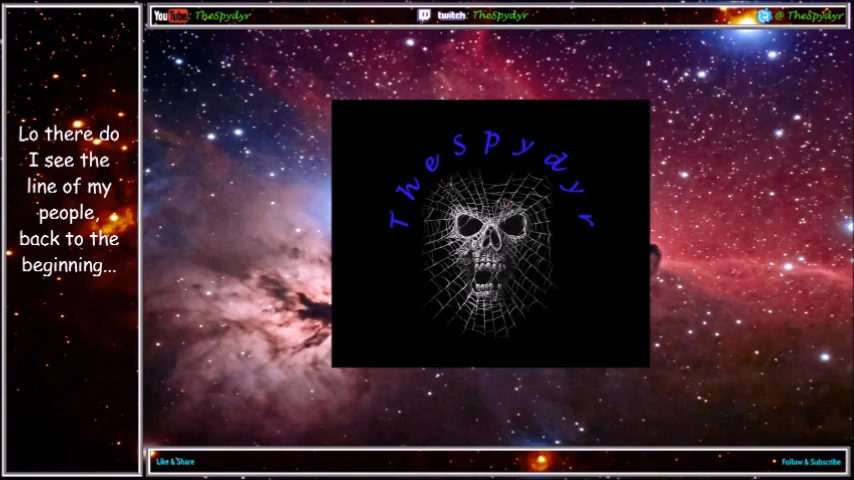 YouTube: TheSpydyr
twitch: TheSpydyr
@ TheSpydyr
Lo there do
I see the
line of my
people,
back to the
beginning...
TheSpydyr
Like & Share
Follow & Subscribe